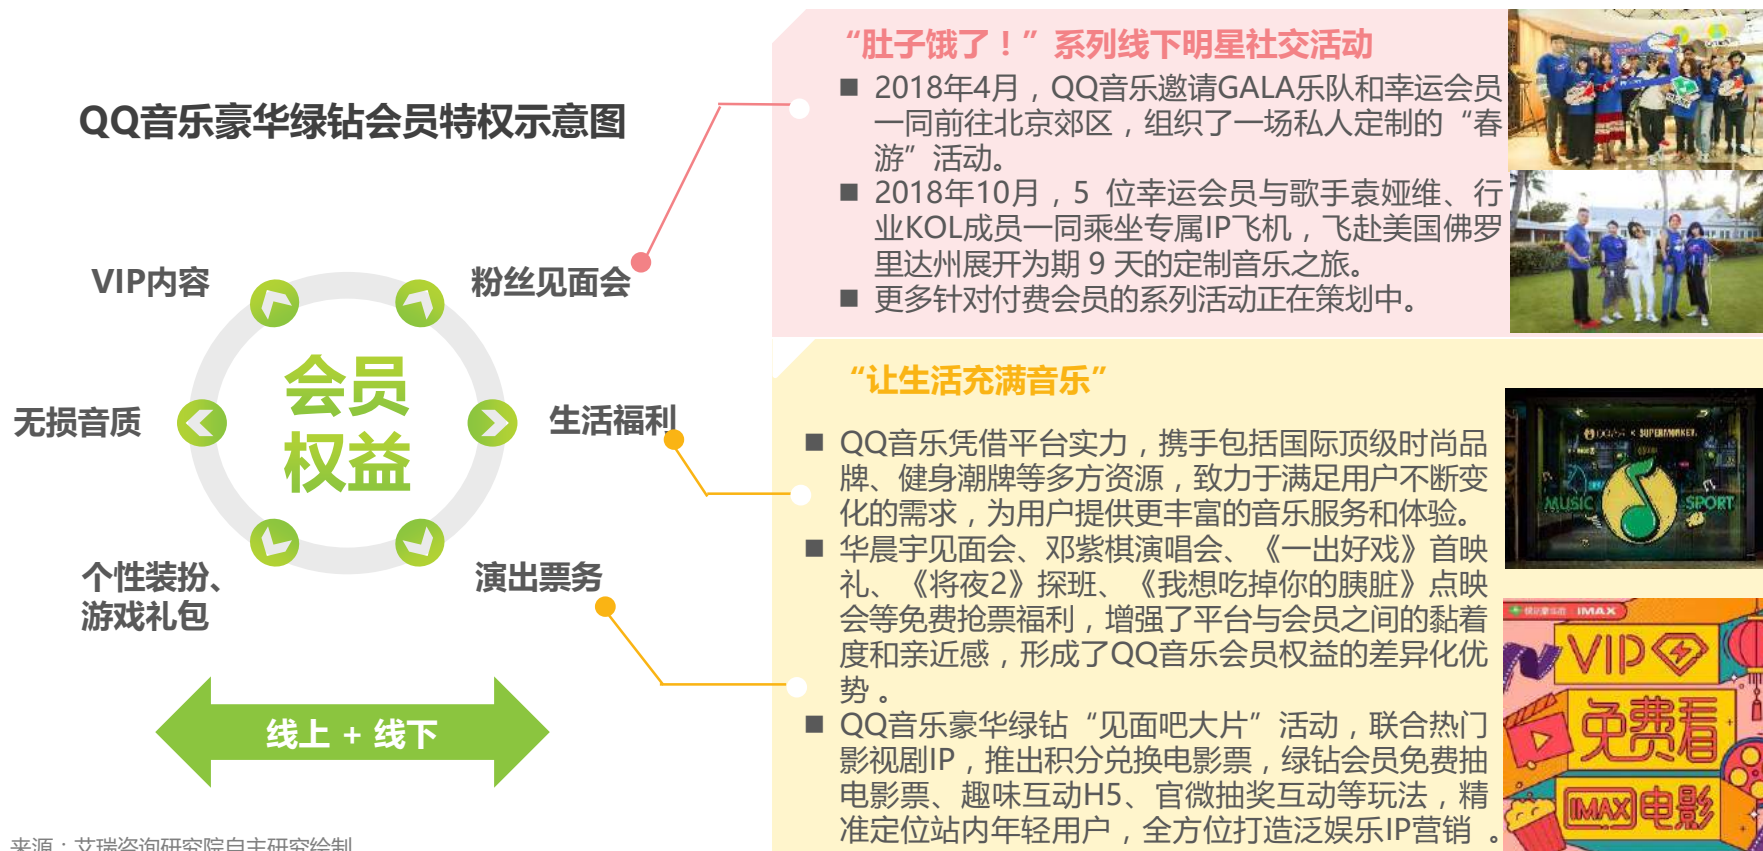 QQ音乐豪华绿钻会员特权示意图
VIP内容
粉丝见面会
无损音质
会员
权益
生活福利
个性装扮、
游戏礼包
演出票务
线上 + 线下
来源：艾瑞咨询研究院自主研究绘制
“肚子饿了！”系列线下明星社交活动
■ 2018年4月，QQ音乐邀请GALA乐队和幸运会员
一同前往北京郊区，组织了一场私人定制的“春
游”活动。
■ 2018年10月，5 位幸运会员与歌手袁娅维、行
业KOL成员一同乘坐专属IP飞机，飞赴美国佛罗
里达州展开为期 9 天的定制音乐之旅。
■ 更多针对付费会员的系列活动正在策划中。
“让生活充满音乐”
■ QQ音乐凭借平台实力，携手包括国际顶级时尚品
牌、健身潮牌等多方资源，致力于满足用户不断变
化的需求，为用户提供更丰富的音乐服务和体验。
■ 华晨宇见面会、邓紫棋演唱会、《一出好戏》首映
礼、《将夜2》探班、《我想吃掉你的胰脏》点映
会等免费抢票福利，增强了平台与会员之间的黏着
度和亲近感，形成了QQ音乐会员权益的差异化优
势 。
■ QQ音乐豪华绿钻“见面吧大片”活动，联合热门
影视剧IP，推出积分兑换电影票，绿钻会员免费抽
电影票、趣味互动H5、官微抽奖互动等玩法，精
准定位站内年轻用户，全方位打造泛娱乐IP营销 。
× SUPERMONKEY
MUSIC
SPORT
IMAX
VIP
免费看
IMAX电影